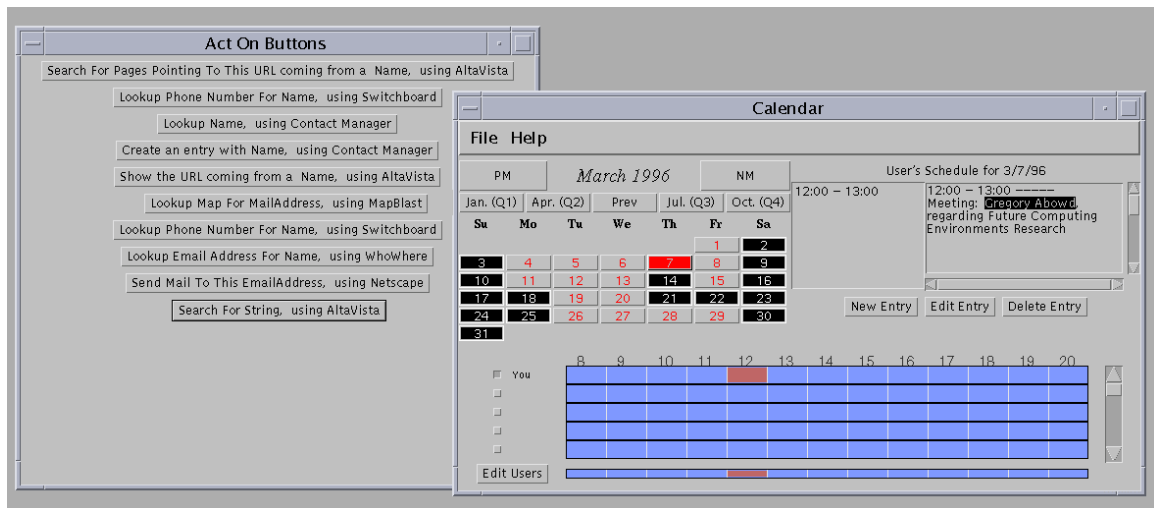 Act On Buttons
Search For Pages Pointing To This URL coming from a Name, using AltaVista
Lookup Phone Number For Name, using Switchboard
Lookup Name, using Contact Manager
Create an entry with Name, using Contact Manager
Show the URL coming from a Name, using AltaVista
Lookup Map For MailAddress, using MapBlast
Lookup Phone Number For Name, using Switchboard
Lookup Email Address For Name, using WhoWhere
Send Mail To This EmailAddress, using Netscape
Search For String, using AltaVista
Calendar
File Help
PM March 1996 NM
Jan. (Q1) Apr. (Q2) Prev Jul. (Q3) Oct. (Q4)
Su Mo Tu We Th Fr Sa
1 2
3 4 5 6 7 8 9
10 11 12 13 14 15 16
17 18 19 20 21 22 23
24 25 26 27 28 29 30
31
User's Schedule for 3/7/96
12:00 – 13:00
12:00 – 13:00 –––––
Meeting: Gregory Abowd,
regarding Future Computing
Environments Research
New Entry Edit Entry Delete Entry
8 9 10 11 12 13 14 15 16 17 18 19 20
You
Edit Users